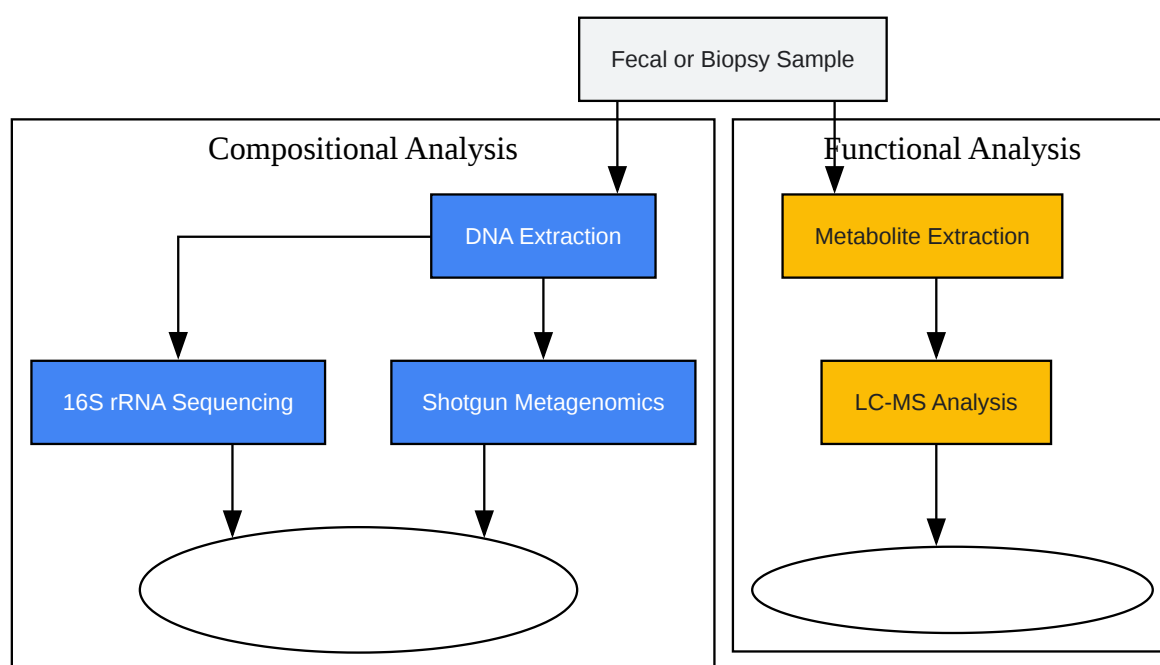 Fecal or Biopsy Sample
Compositional Analysis
Functional Analysis
DNA Extraction
Metabolite Extraction
16S rRNA Sequencing
Shotgun Metagenomics
LC-MS Analysis